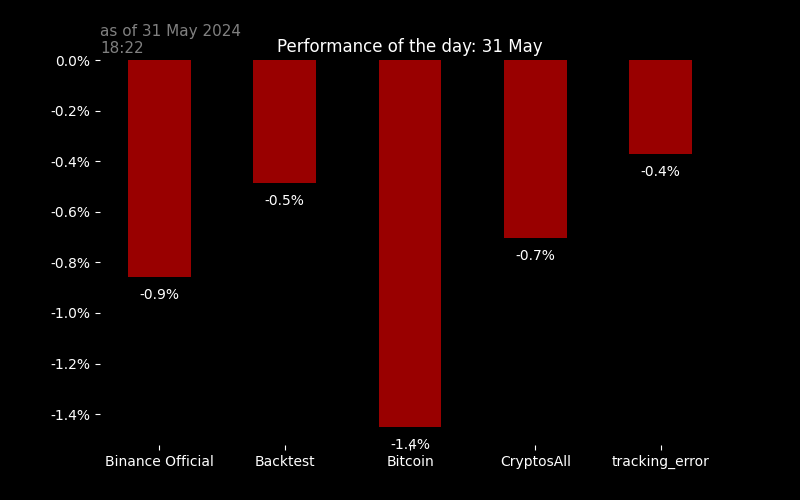 as of 31 May 2024
18:22
Performance of the day: 31 May
0.0%
-0.2%
-0.4%
-0.6%
-0.8%
-1.0%
-1.2%
-1.4%
-0.9%
-0.5%
-1.4%
-0.7%
-0.4%
Binance Official
Backtest
Bitcoin
CryptosAll
tracking_error